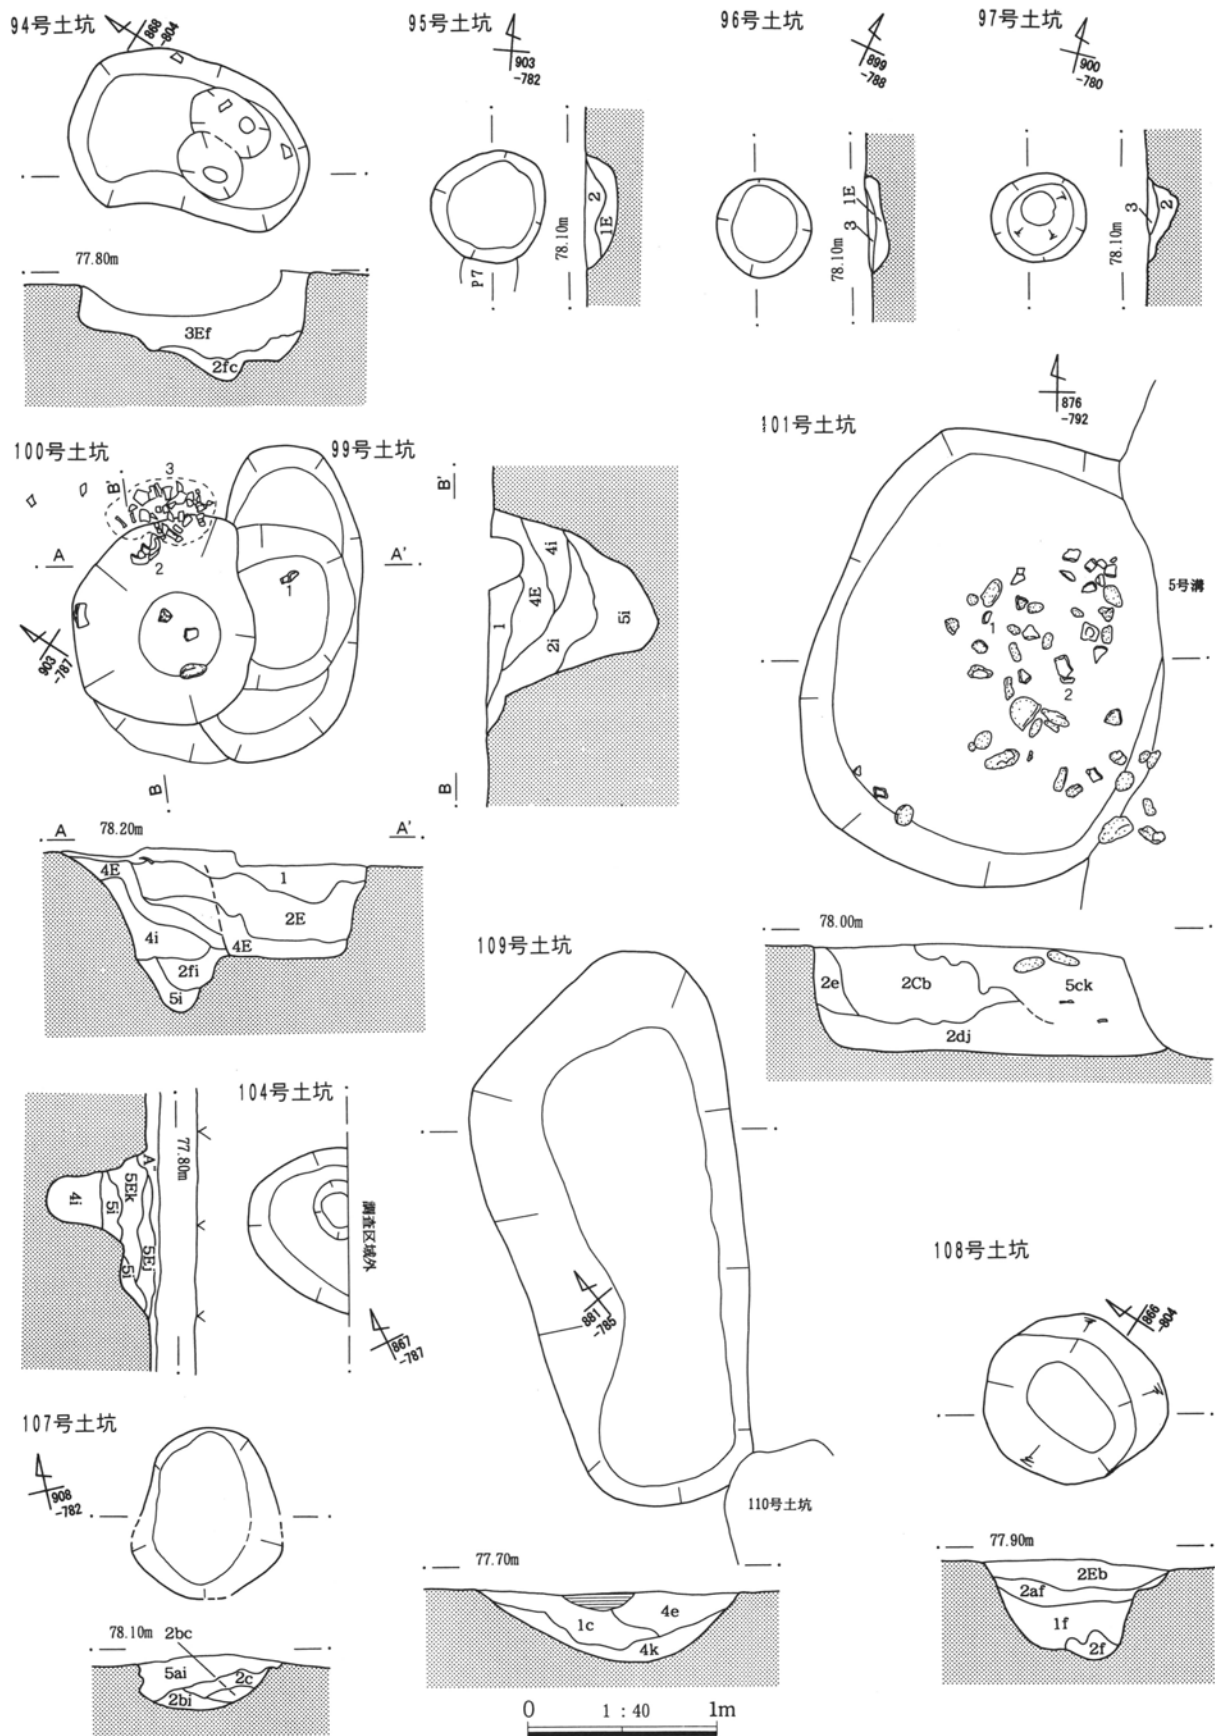 94号土坑
868
-804
77.80m
3Ef
2fc
95号土坑
903
-782
P7
78.10m
2
1E
96号土坑
899
-788
78.10m
3
1E
97号土坑
900
-780
78.10m
3
2
100号土坑
99号土坑
B'
3
A
A'
2
1
903
-787
B
B'
4i
4E
1
2i
5i
B
A
78.20m
A'
4E
1
2E
4i
4E
2fi
5i
101号土坑
876
-792
5号溝
1
2
78.00m
2e
2Cb
5ck
2dj
104号土坑
77.80m
A"
5Ek
4i
5i
5Ej
5i
調査区域外
867
-787
109号土坑
881
-785
110号土坑
77.70m
1c
4e
4k
107号土坑
908
-782
78.10m
2bc
5ai
2c
2bi
108号土坑
866
-804
77.90m
2Eb
2af
1f
2f
0 1:40 1m